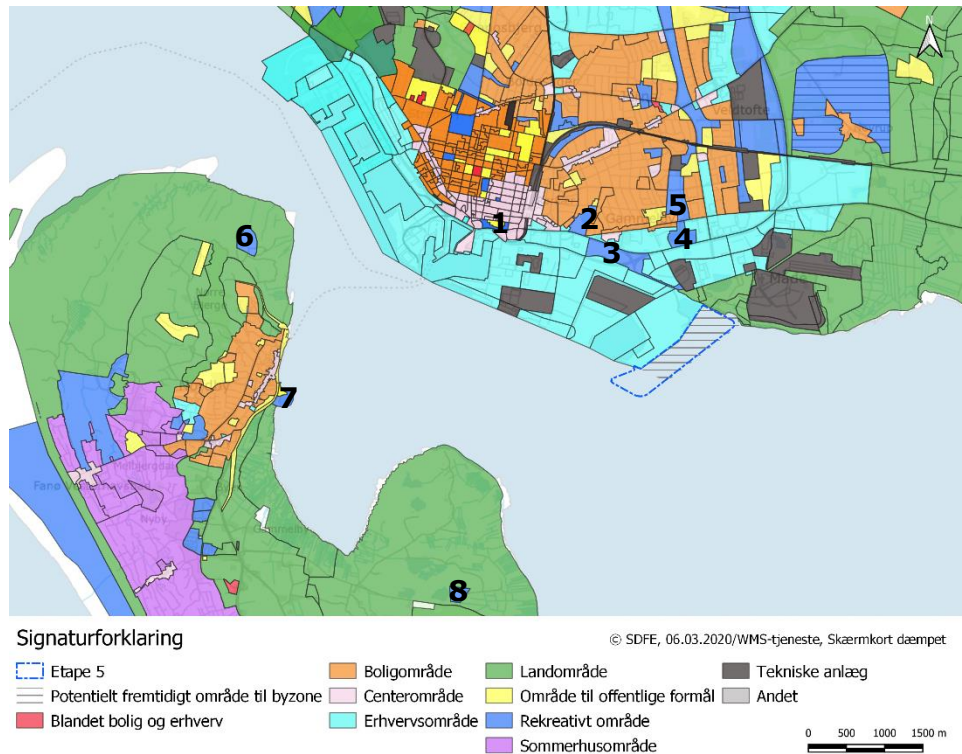 N
1
2
5
3
4
6
7
8
Nyby
Signaturforklaring
© SDFE, 06.03.2020/WMS-tjeneste, Skærmkort dæmpet
Etape 5
Potentielt fremtidigt område til byzone
Blandet bolig og erhverv
Boligområde
Centerområde
Erhvervsområde
Landområde
Område til offentlige formål
Rekreativt område
Sommerhusområde
Tekniske anlæg
Andet
0 500 1000 1500 m